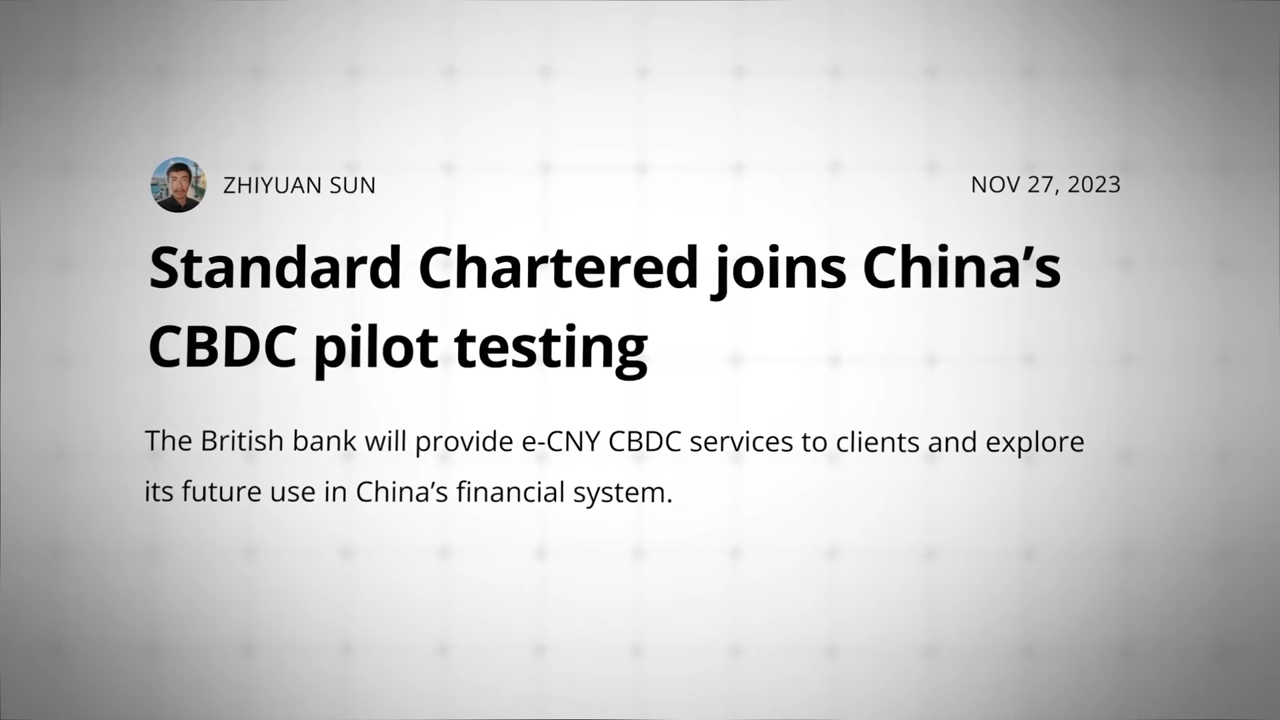 ZHIYUAN SUN
NOV 27, 2023
Standard Chartered joins China’s
CBDC pilot testing
The British bank will provide e-CNY CBDC services to clients and explore
its future use in China’s financial system.